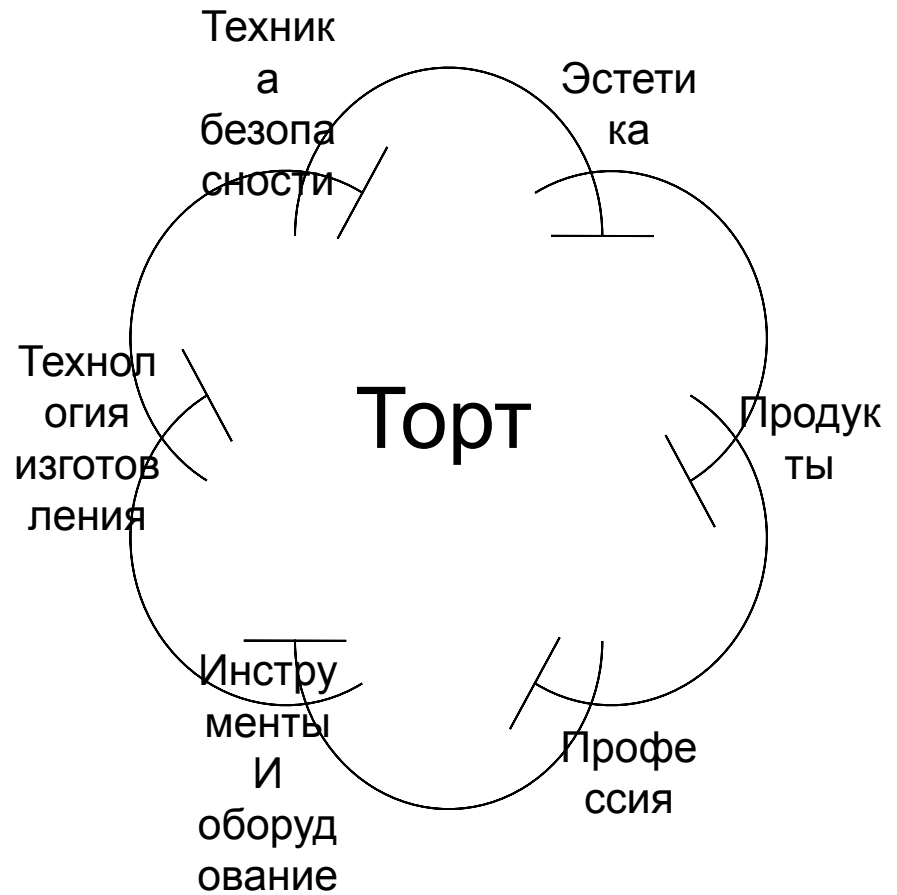 Техник
а
безопа
сности
Эстети
ка
Технол
огия
изготов
ления
Торт
Продук
ты
Инстру
менты
И
оборуд
ование
Профе
ссия